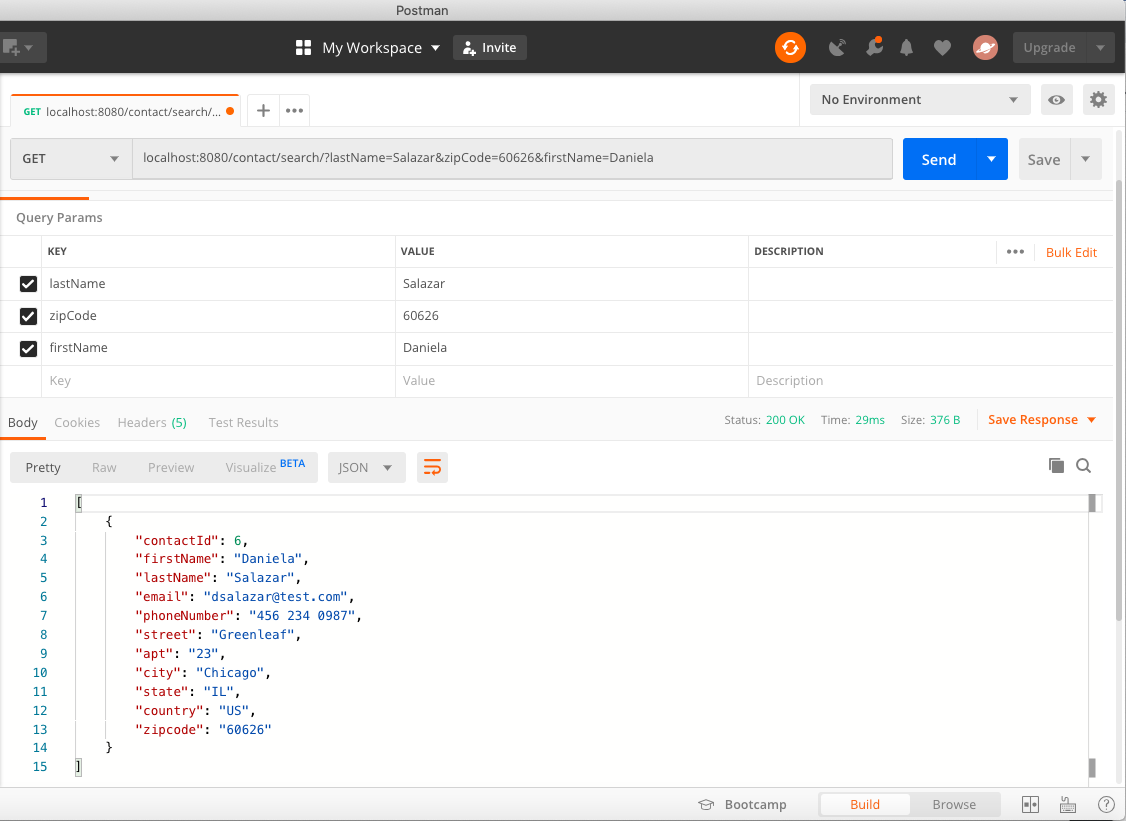 Postman
My Workspace Invite Upgrade
GET localhost:8080/contact/search/... + ••• No Environment
GET localhost:8080/contact/search/?lastName=Salazar&zipCode=60626&firstName=Daniela Send Save
Query Params
KEY VALUE DESCRIPTION ••• Bulk Edit
lastName Salazar
zipCode 60626
firstName Daniela
Key Value Description
Body Cookies Headers (5) Test Results Status: 200 OK Time: 29ms Size: 376 B Save Response
Pretty Raw Preview Visualize BETA JSON
1 [
2 {
3 "contactId": 6,
4 "firstName": "Daniela",
5 "lastName": "Salazar",
6 "email": "dsalazar@test.com",
7 "phoneNumber": "456 234 0987",
8 "street": "Greenleaf",
9 "apt": "23",
10 "city": "Chicago",
11 "state": "IL",
12 "country": "US",
13 "zipcode": "60626"
14 }
15 ]
Bootcamp Build Browse ?